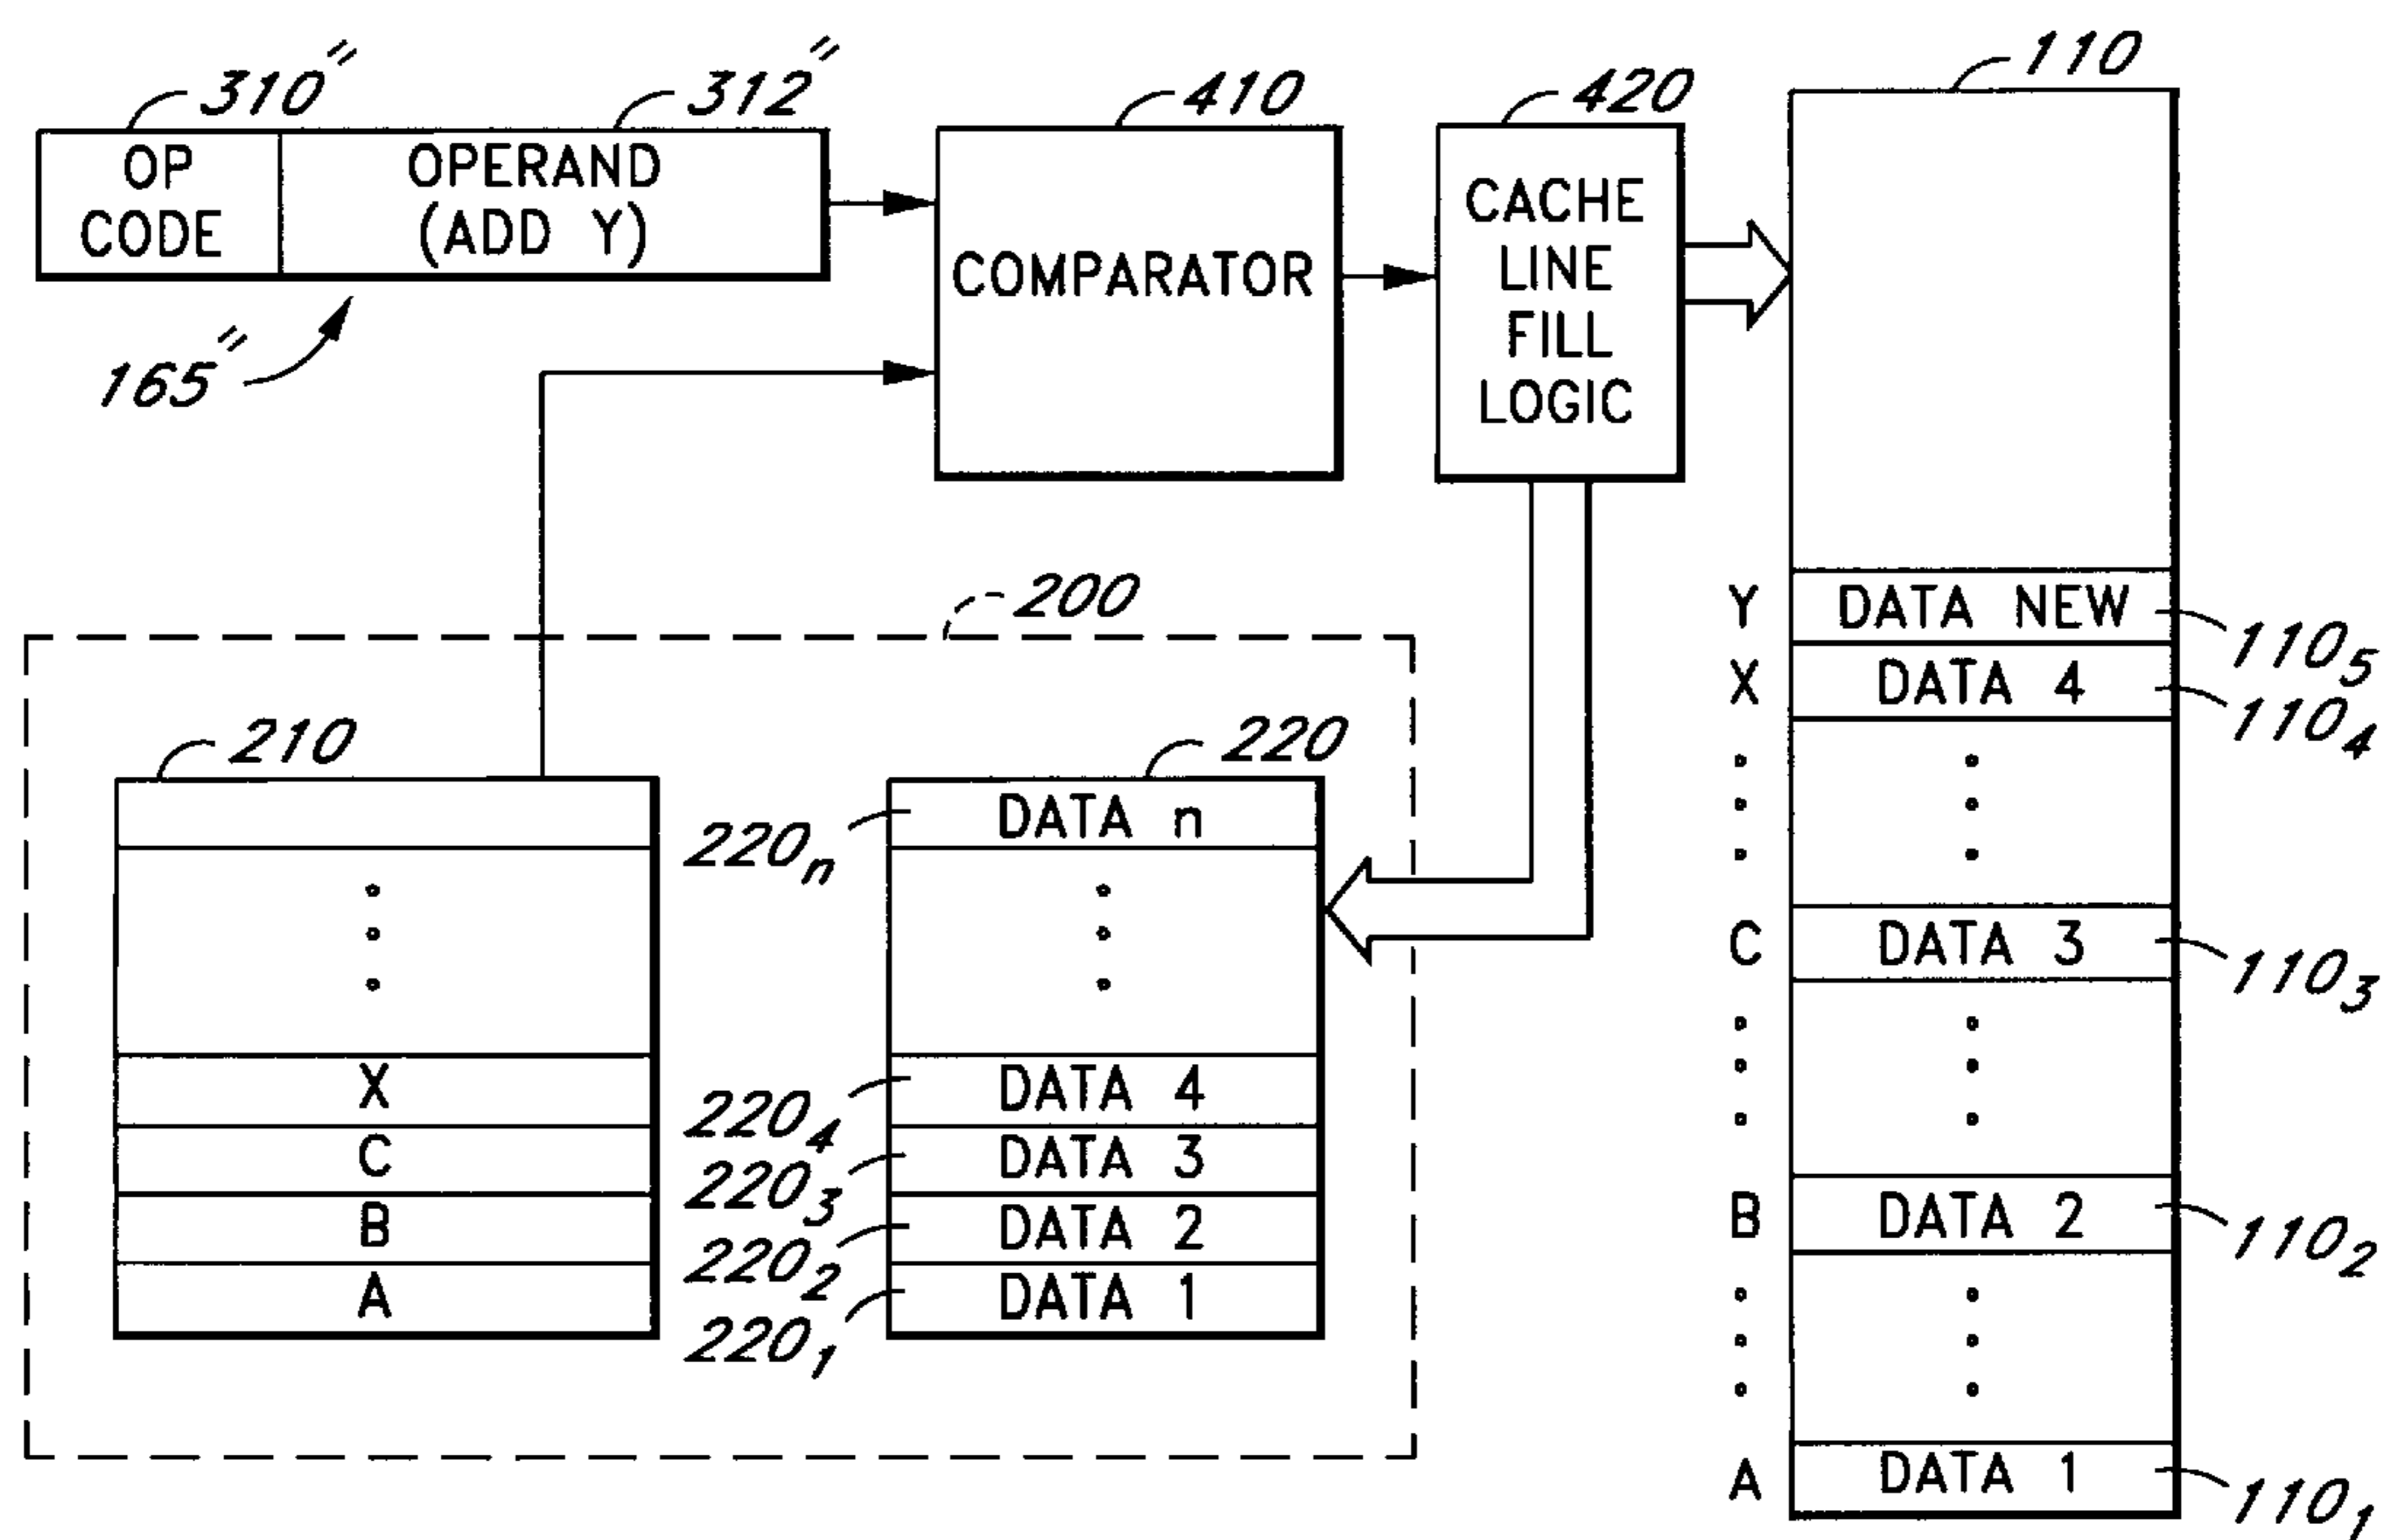 310"
312"
410
420
110
OP
CODE
OPERAND
(ADD Y)
COMPARATOR
CACHE
LINE
FILL
LOGIC
165"
200
Y DATA NEW 110₅
X DATA 4 110₄
210
220
220ₙ DATA n
C DATA 3 110₃
X
220₄ DATA 4
C
220₃ DATA 3
B
220₂ DATA 2
A
220₁ DATA 1
B DATA 2 110₂
A DATA 1 110₁